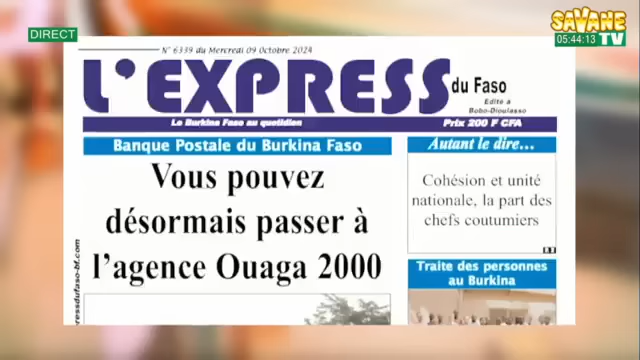 DIRECT
SAVANE
TV
05:44:13
N° 6339 du Mercredi 09 Octobre 2024
L'EXPRESS
du Faso
Edité à
Bobo-Dioulasso
Le Burkina Faso au quotidien
Prix 200 F CFA
Banque Postale du Burkina Faso
Vous pouvez
désormais passer à
l'agence Ouaga 2000
Autant le dire...
Cohésion et unité
nationale, la part des
chefs coutumiers
Traite des personnes
au Burkina
pressdufaso-bf.com